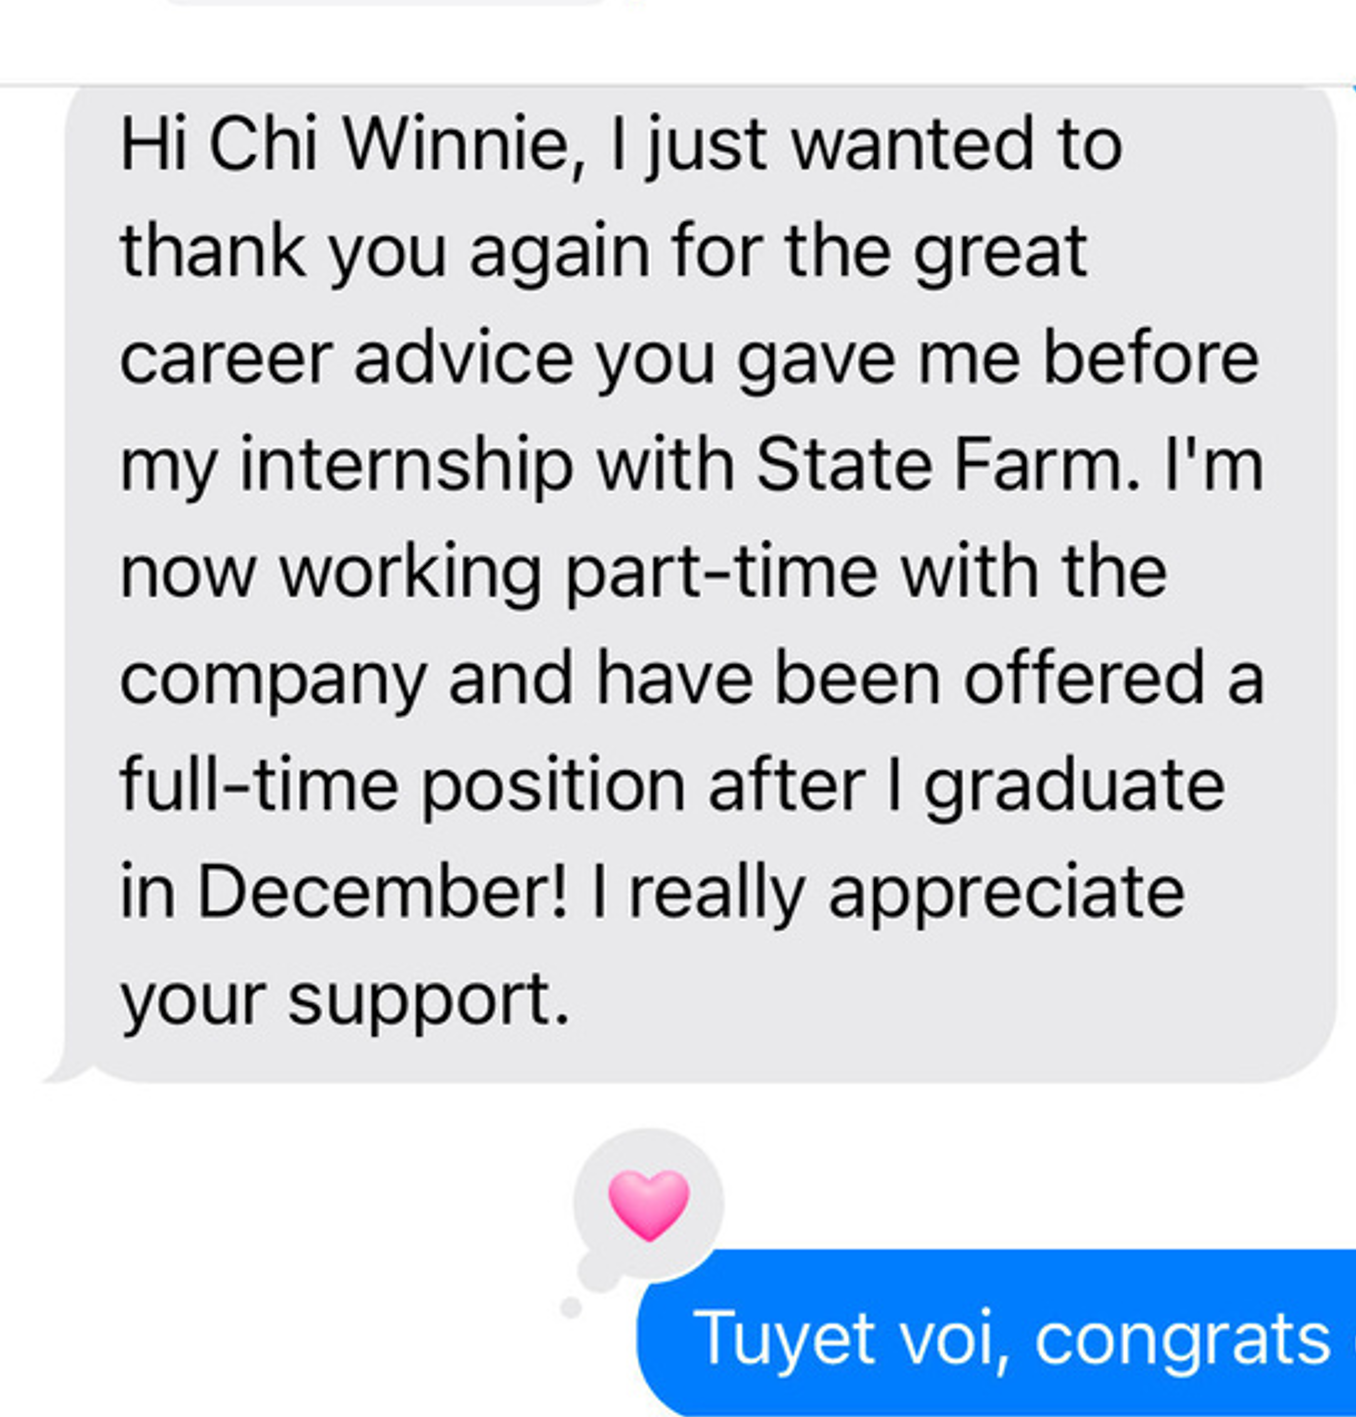 Hi Chi Winnie, I just wanted to
thank you again for the great
career advice you gave me before
my internship with State Farm. I'm
now working part-time with the
company and have been offered a
full-time position after I graduate
in December! I really appreciate
your support.
Tuyet voi, congrats